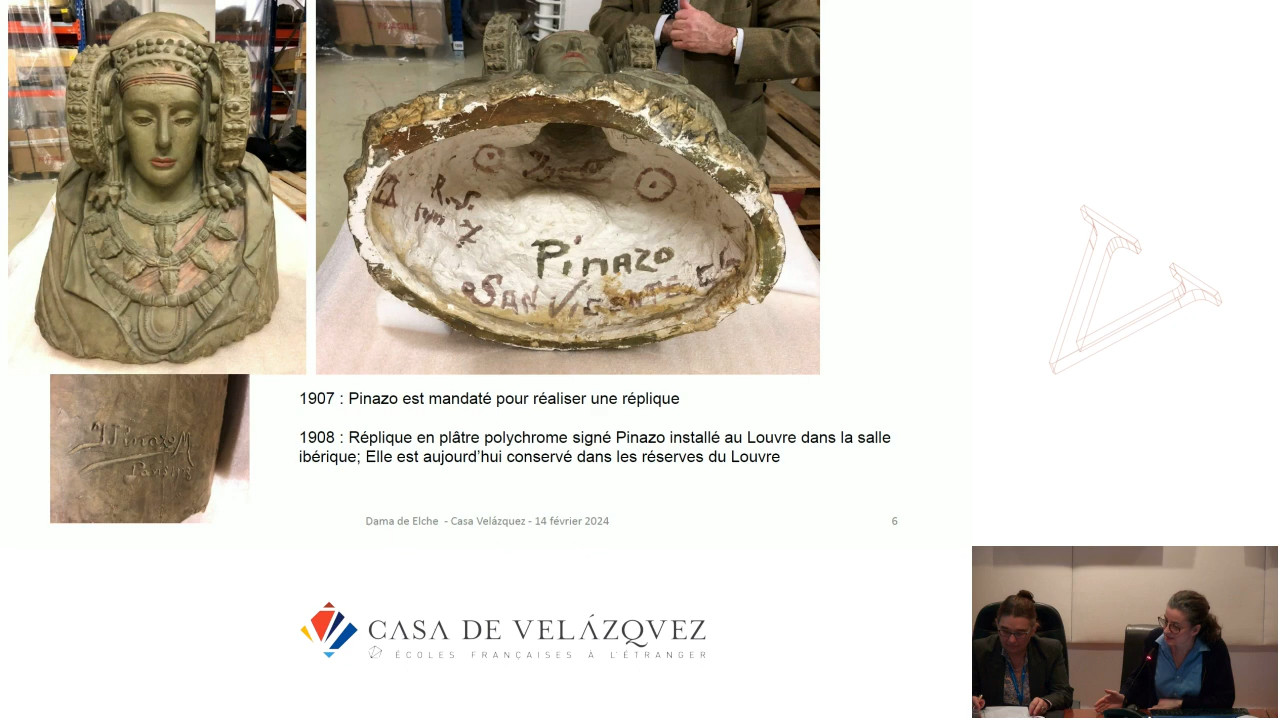 R. S.
Pinazo
SAN VICENTE
Pinazo M
Paris
1907 : Pinazo est mandaté pour réaliser une réplique
1908 : Réplique en plâtre polychrome signé Pinazo installé au Louvre dans la salle
ibérique; Elle est aujourd'hui conservé dans les réserves du Louvre
Dama de Elche - Casa Velázquez - 14 février 2024
6
CASA DE VELÁZQVEZ
ÉCOLES FRANÇAISES À L'ÉTRANGER